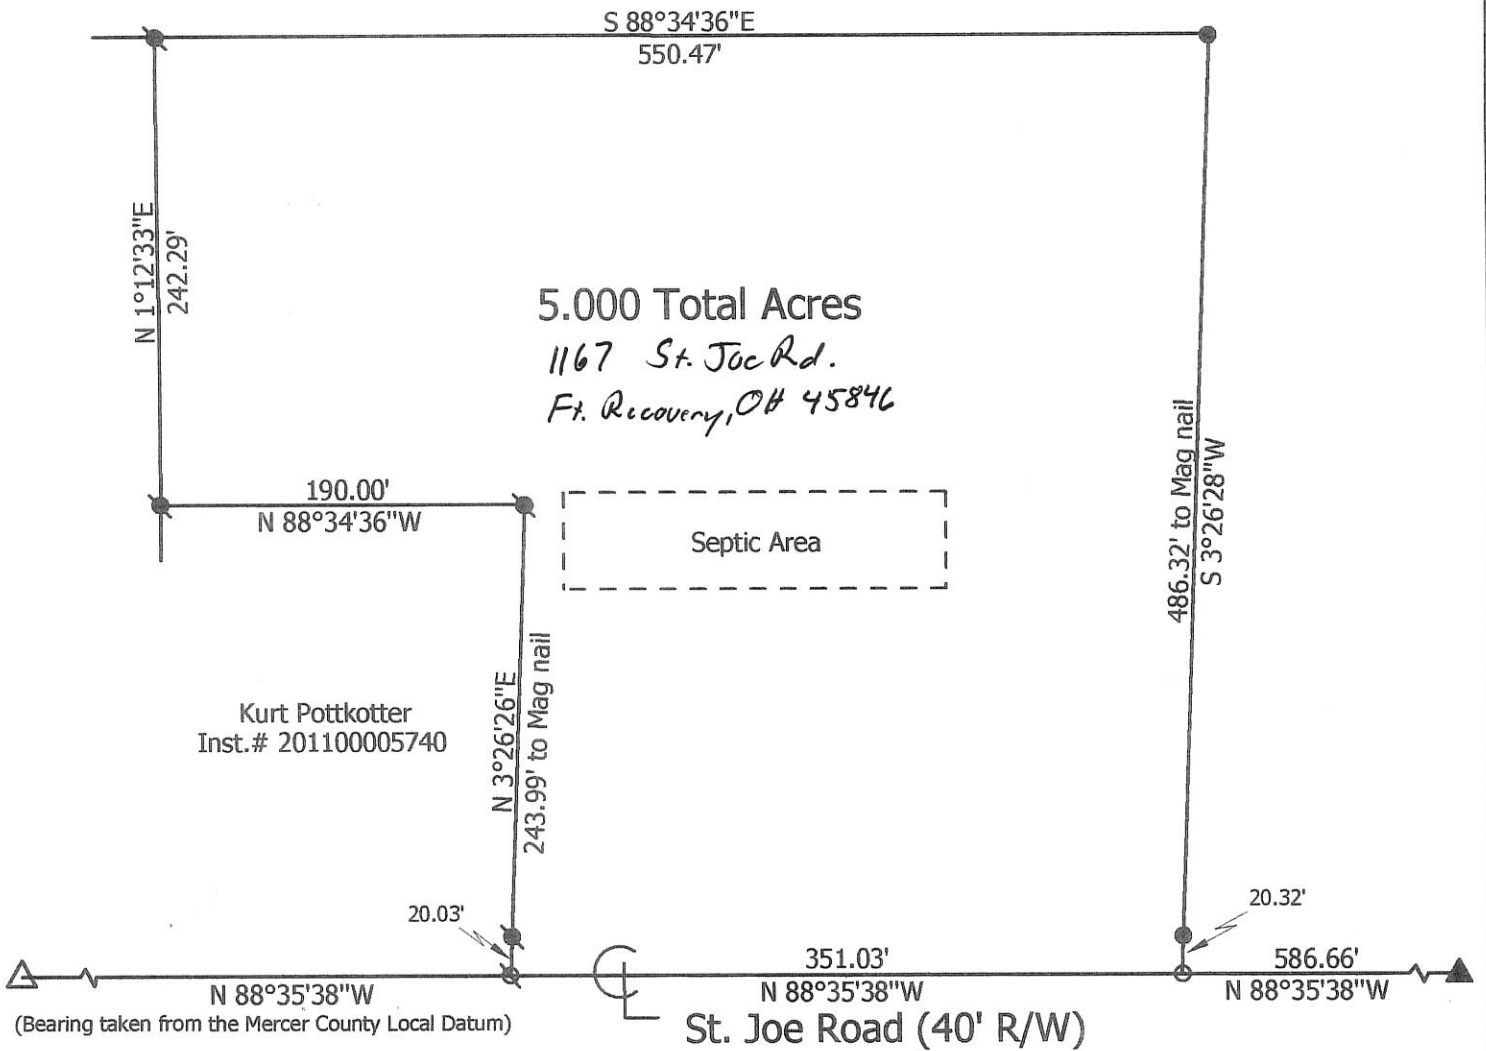 S 88°34'36"E
550.47'
N 1°12'33"E
242.29'
5.000 Total Acres
1167 St. Joe Rd.
Ft. Recovery, OH 45846
190.00'
N 88°34'36"W
Septic Area
486.32' to Mag nail
S 3°26'28"W
Kurt Pottkotter
Inst.# 201100005740
N 3°26'26"E
243.99' to Mag nail
20.03'
20.32'
351.03'
586.66'
N 88°35'38"W
N 88°35'38"W
N 88°35'38"W
(Bearing taken from the Mercer County Local Datum)
St. Joe Road (40' R/W)